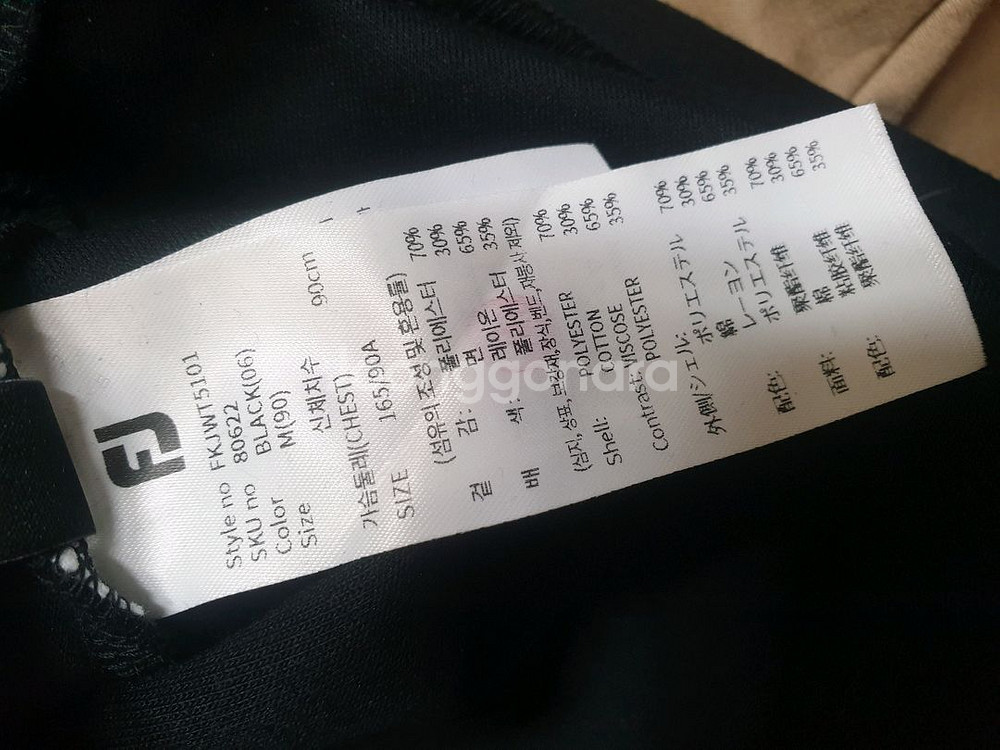 FJ
Style no FKJWT5101
SKU no 80622
Color BLACK(06)
Size M(90)
신체치수
가슴둘레(CHEST) 90cm
SIZE 165/90A
(섬유의 조성 및 혼용률)
겉 감: 폴리에스터 70%
면 30%
배 색: 레이온 65%
폴리에스터 35%
(심지,상표,보강재,장식,밴드,재봉사 제외)
Shell: POLYESTER 70%
COTTON 30%
Contrast: VISCOSE 65%
POLYESTER 35%
外側/シェル: ポリエステル 70%
綿 30%
配色: レーヨン 65%
ポリエステル 35%
面料: 聚酯纤维 70%
棉 30%
配色: 粘胶纤维 65%
聚酯纤维 35%